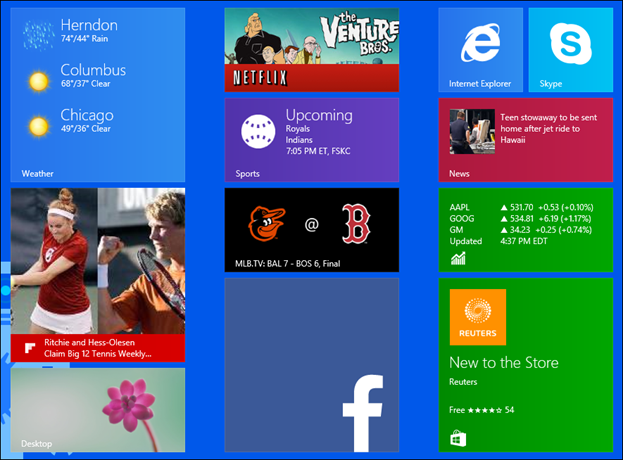 Herndon
74°/44° Rain
Columbus
68°/37° Clear
Chicago
49°/36° Clear
Weather
Ritchie and Hess-Olesen
Claim Big 12 Tennis Weekly...
Desktop
the
VENTURE
BROS.
NETFLIX
Upcoming
Royals
Indians
7:05 PM ET, FSKC
Sports
@
B
MLB.TV: BAL 7 - BOS 6, Final
f
Internet Explorer
Skype
Teen stowaway to be sent
home after jet ride to
Hawaii
News
AAPL ▲ 531.70 +0.53 (+0.10%)
GOOG ▲ 534.81 +6.19 (+1.17%)
GM ▲ 34.23 +0.25 (+0.74%)
Updated 4:37 PM EDT
REUTERS
New to the Store
Reuters
Free ★★★★☆ 54